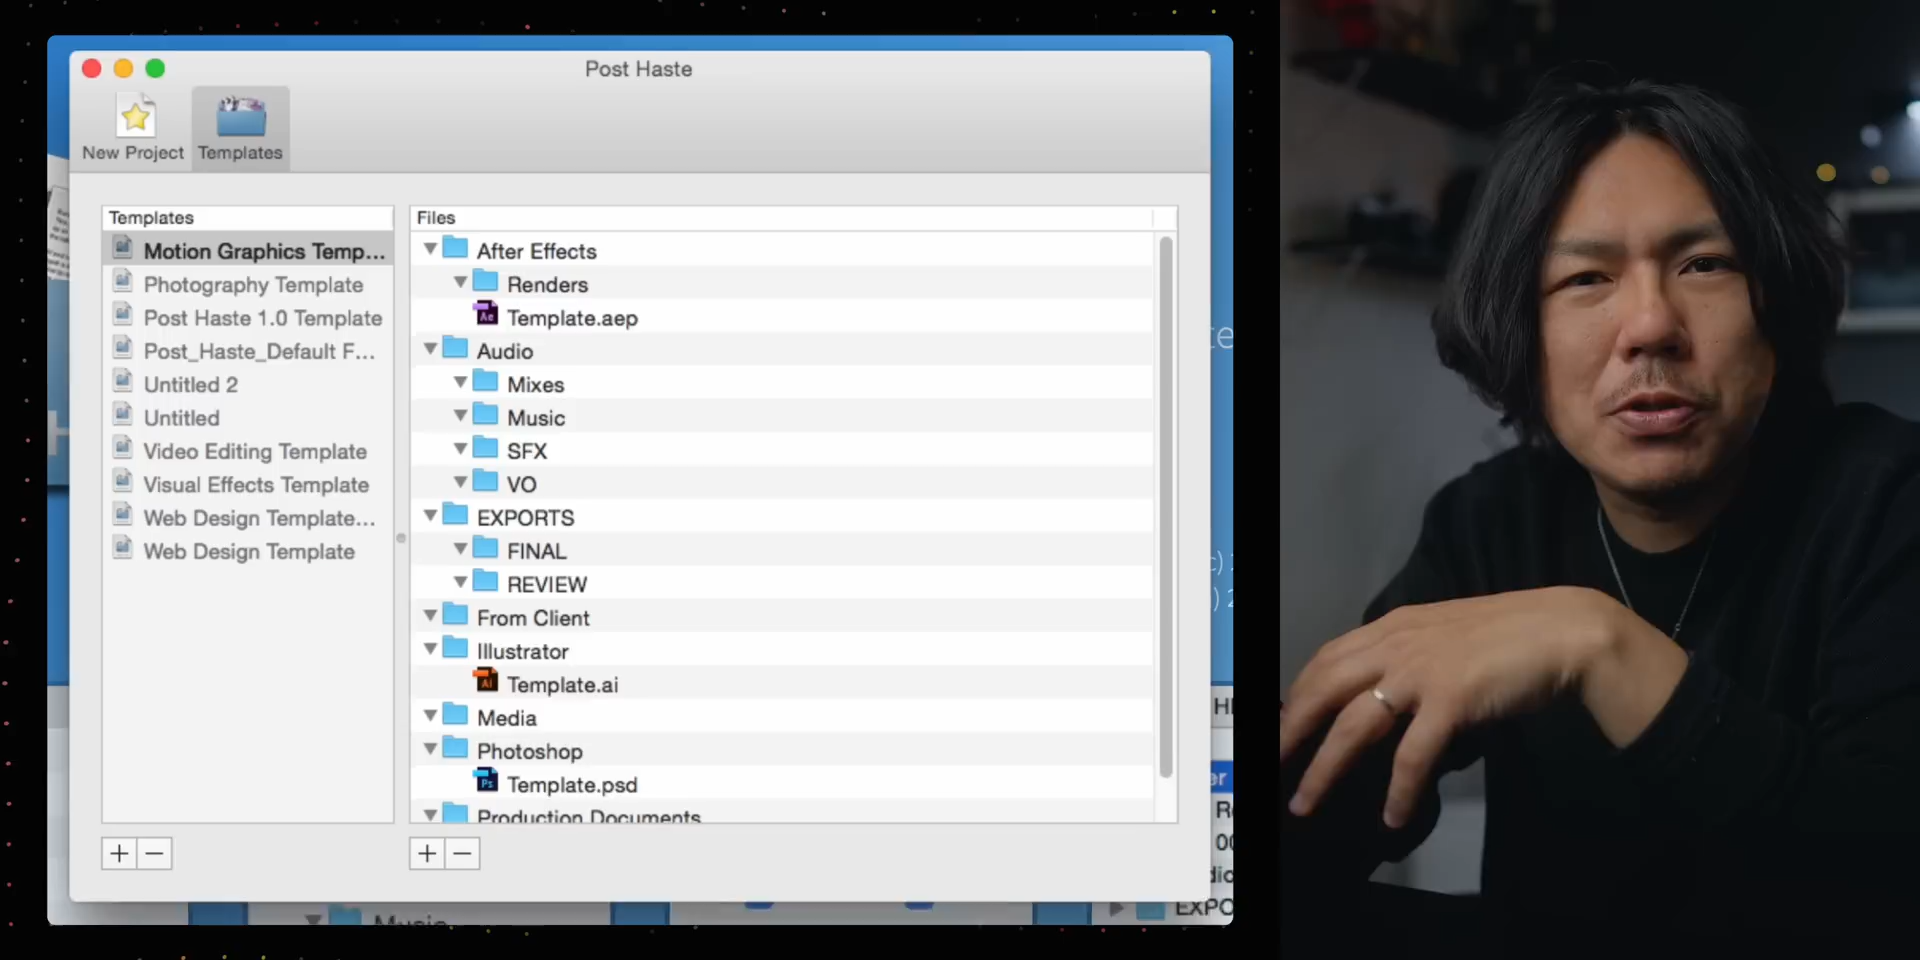 Post Haste
New Project
Templates
Templates
Motion Graphics Temp...
Photography Template
Post Haste 1.0 Template
Post_Haste_Default F...
Untitled 2
Untitled
Video Editing Template
Visual Effects Template
Web Design Template...
Web Design Template
Files
After Effects
Renders
Template.aep
Audio
Mixes
Music
SFX
VO
EXPORTS
FINAL
REVIEW
From Client
Illustrator
Template.ai
Media
Photoshop
Template.psd
Production Documents
Music
EXPO